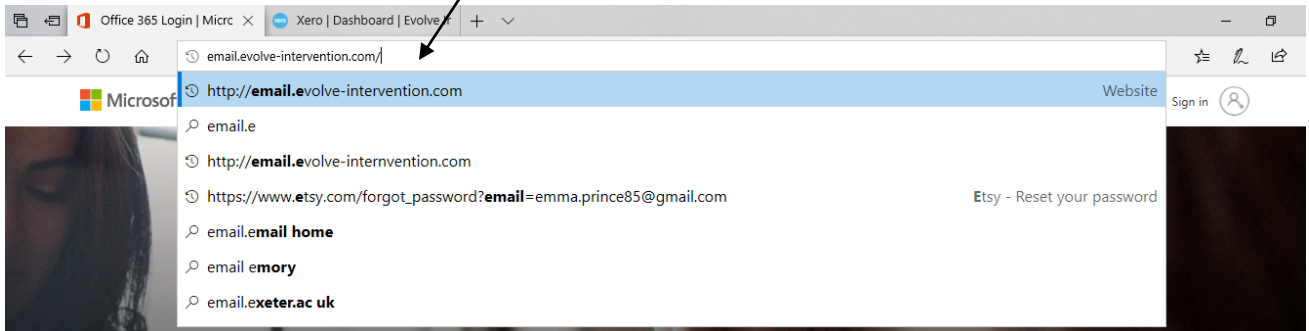 Office 365 Login | Micrc
Xero | Dashboard | Evolve
email.evolve-intervention.com/
Microsof
http://email.evolve-intervention.com Website
Sign in
email.e
http://email.evolve-internvention.com
https://www.etsy.com/forgot_password?email=emma.prince85@gmail.com Etsy - Reset your password
email.email home
email emory
email.exeter.ac uk